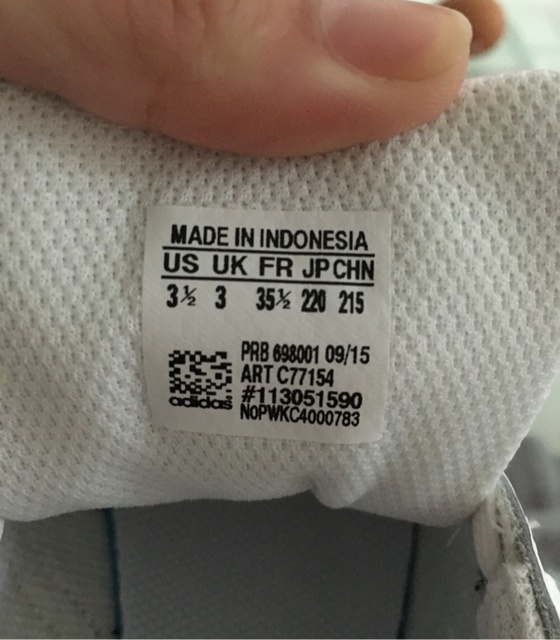 MADE IN INDONESIA
US UK FR JP CHN
3½ 3 35½ 220 215
PRB 698001 09/15
ART C77154
#113051590
adidas NoPWKC4000783